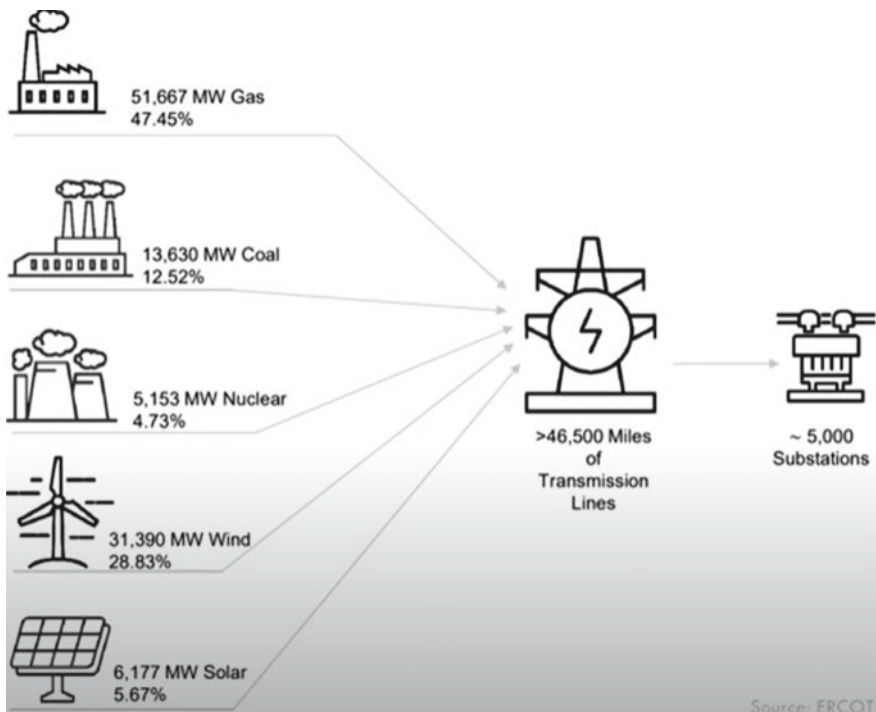 51,667 MW Gas
47.45%
13,630 MW Coal
12.52%
5,153 MW Nuclear
4.73%
31,390 MW Wind
28.83%
6,177 MW Solar
5.67%
>46,500 Miles
of
Transmission
Lines
~ 5,000
Substations
Source: ERCOT